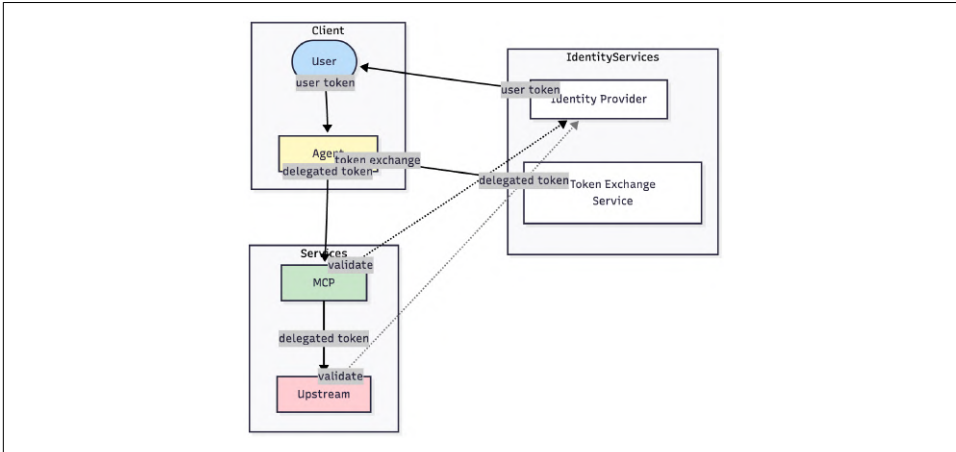 Client
User
user token
Agent
token exchange
delegated token
IdentityServices
user token
Identity Provider
delegated token
Token Exchange
Service
Services
validate
MCP
delegated token
validate
Upstream